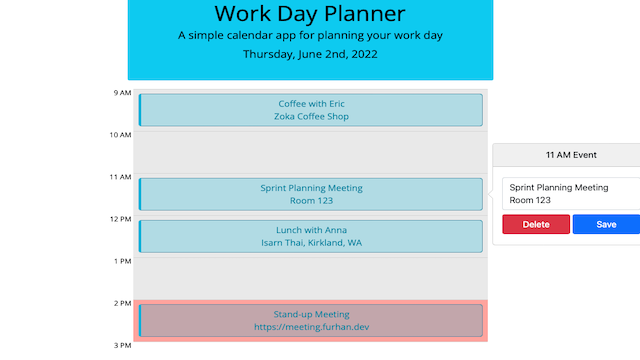 Work Day Planner
A simple calendar app for planning your work day
Thursday, June 2nd, 2022
9 AM
Coffee with Eric
Zoka Coffee Shop
10 AM
11 AM
Sprint Planning Meeting
Room 123
11 AM Event
Sprint Planning Meeting
Room 123
Delete
Save
12 PM
Lunch with Anna
Isarn Thai, Kirkland, WA
1 PM
2 PM
Stand-up Meeting
https://meeting.furhan.dev
3 PM